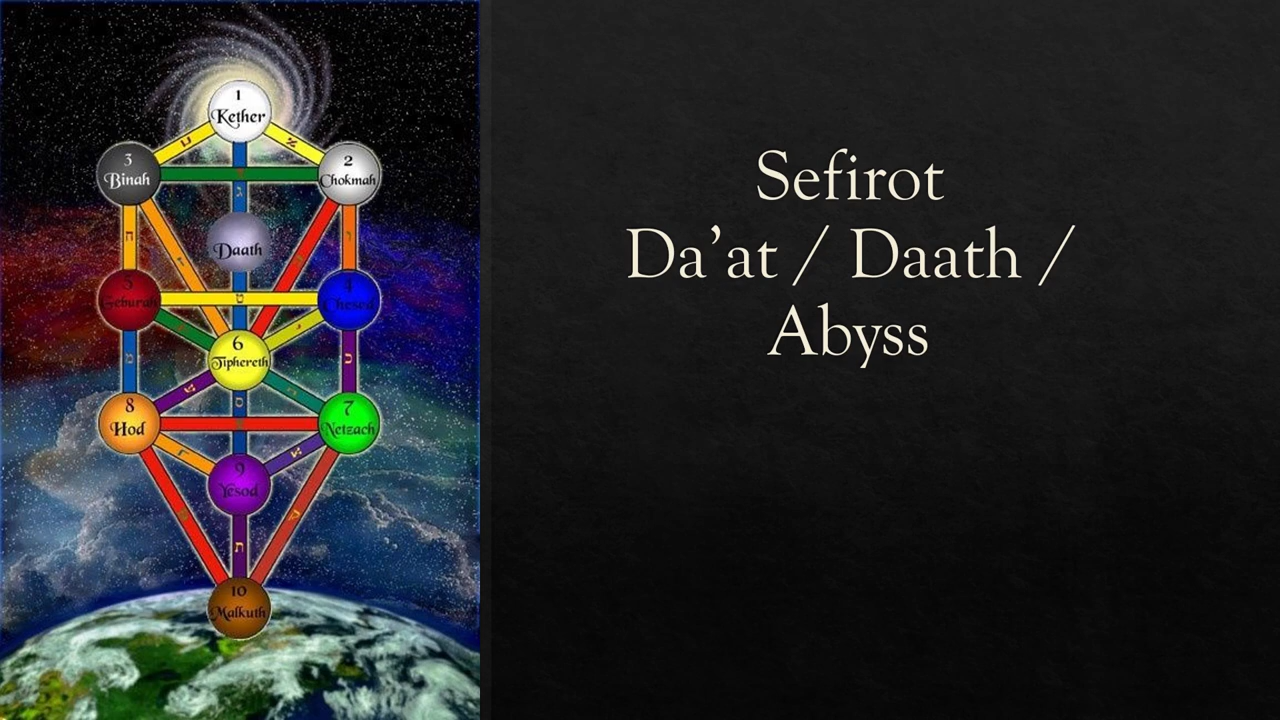 1
Kether
3
Binah
2
Chokmah
Daath
5
Geburah
4
Chesed
6
Tiphereth
8
Hod
7
Netzach
9
Yesod
ת
10
Malkuth
Sefirot
Da’at / Daath /
Abyss